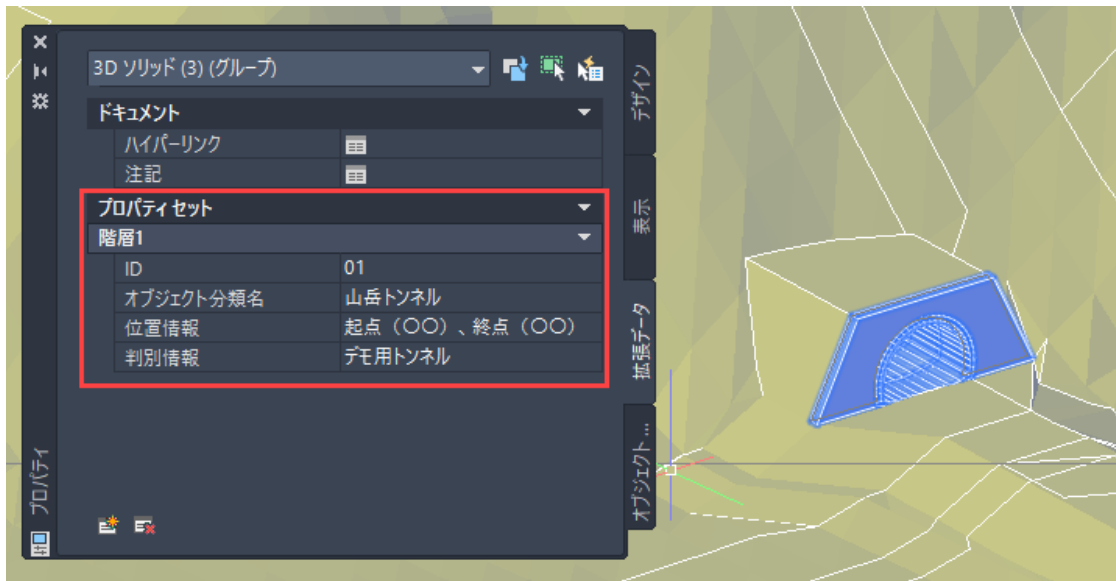 3D ソリッド (3) (グループ)
ドキュメント
ハイパーリンク
注記
プロパティ セット
階層1
ID 01
オブジェクト分類名 山岳トンネル
位置情報 起点（〇〇）、終点（〇〇）
判別情報 デモ用トンネル
デザイン
表示
拡張データ
オブジェクト ...
プロパティ